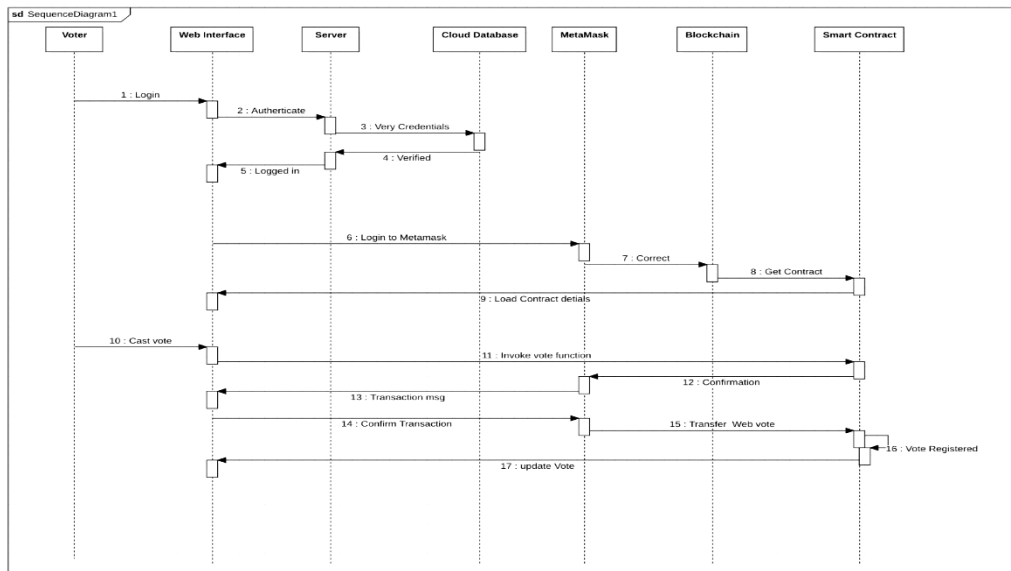 sd SequenceDiagram1
Voter
Web Interface
Server
Cloud Database
MetaMask
Blockchain
Smart Contract
1 : Login
2 : Autherticate
3 : Very Credentials
4 : Verified
5 : Logged in
6 : Login to Metamask
7 : Correct
8 : Get Contract
9 : Load Contract detials
10 : Cast vote
11 : Invoke vote function
12 : Confirmation
13 : Transaction msg
14 : Confirm Transaction
15 : Transfer Web vote
16 : Vote Registered
17 : update Vote